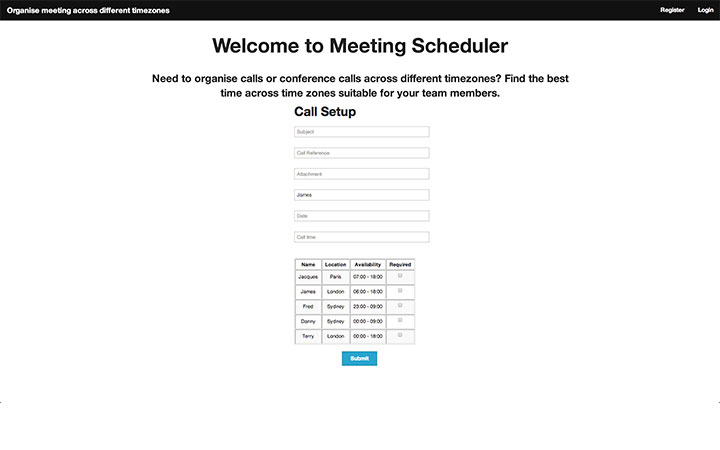 Organise meeting across different timezones Register Login
Welcome to Meeting Scheduler
Need to organise calls or conference calls across different timezones? Find the best
time across time zones suitable for your team members.
Call Setup
Subject
Call Reference
Attachment
James
Date
Call time
Name Location Availability Required
Jacques Paris 07:00 - 18:00
James London 06:00 - 18:00
Fred Sydney 23:00 - 09:00
Danny Sydney 00:00 - 09:00
Terry London 00:00 - 18:00
Submit